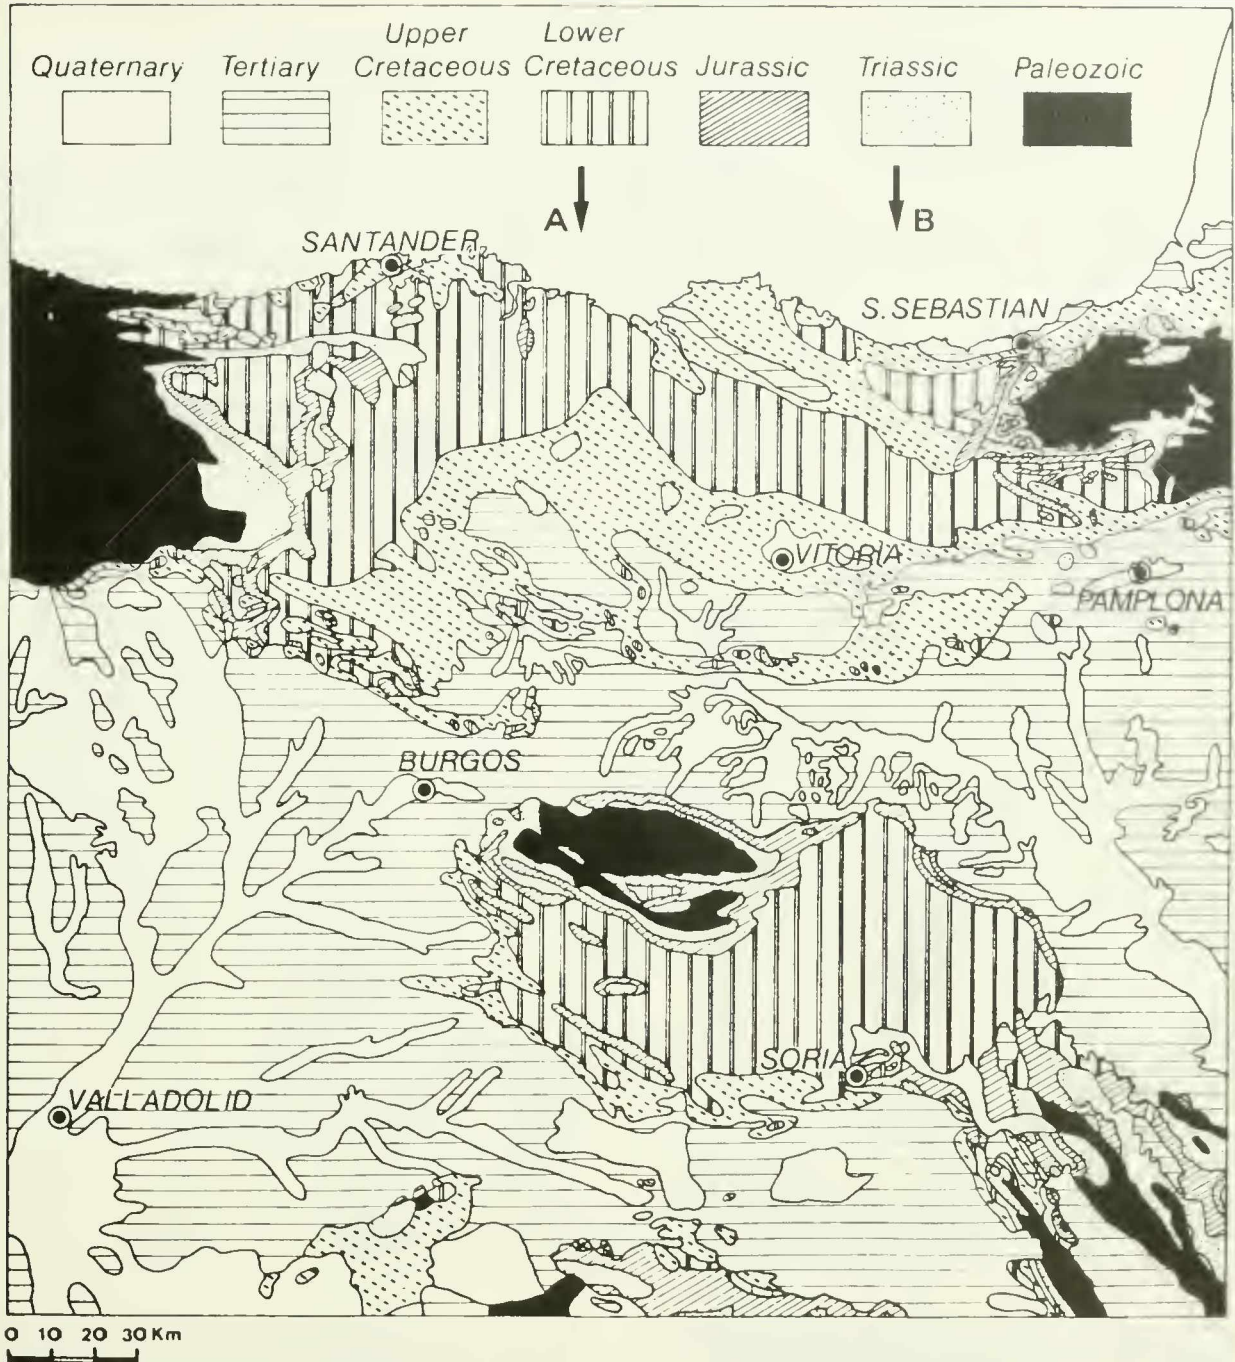 Upper Lower
Quaternary Tertiary Cretaceous Cretaceous Jurassic Triassic Paleozoic
A B
SANTANDER
S. SEBASTIAN
VITORIA
PAMPLONA
BURGOS
SORIA
VALLADOLID
0 10 20 30 Km